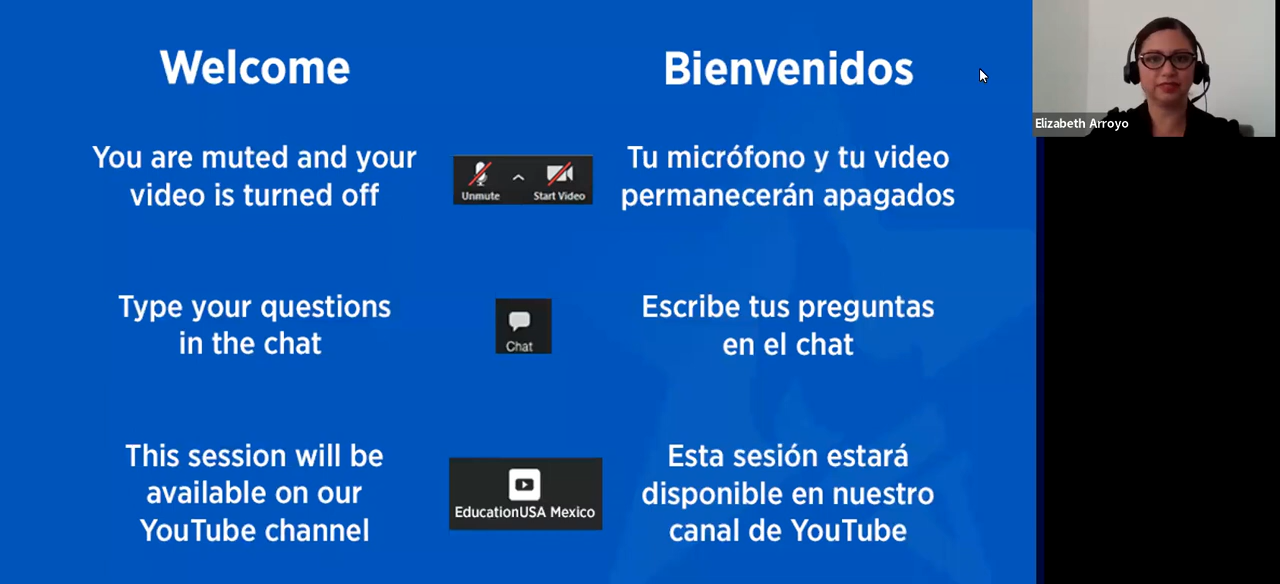 Welcome
Bienvenidos
Elizabeth Arroyo
You are muted and your
video is turned off
Unmute
Start Video
Tu micrófono y tu video
permanecerán apagados
Type your questions
in the chat
Chat
Escribe tus preguntas
en el chat
This session will be
available on our
YouTube channel
EducationUSA Mexico
Esta sesión estará
disponible en nuestro
canal de YouTube